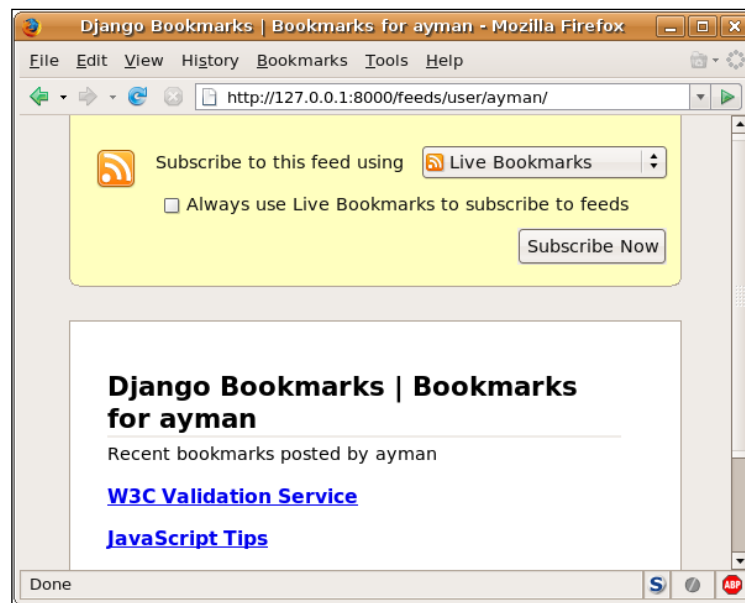 Django Bookmarks | Bookmarks for ayman - Mozilla Firefox
File Edit View History Bookmarks Tools Help
http://127.0.0.1:8000/feeds/user/ayman/
Subscribe to this feed using Live Bookmarks
Always use Live Bookmarks to subscribe to feeds
Subscribe Now
Django Bookmarks | Bookmarks
for ayman
Recent bookmarks posted by ayman
W3C Validation Service
JavaScript Tips
Done S ABP